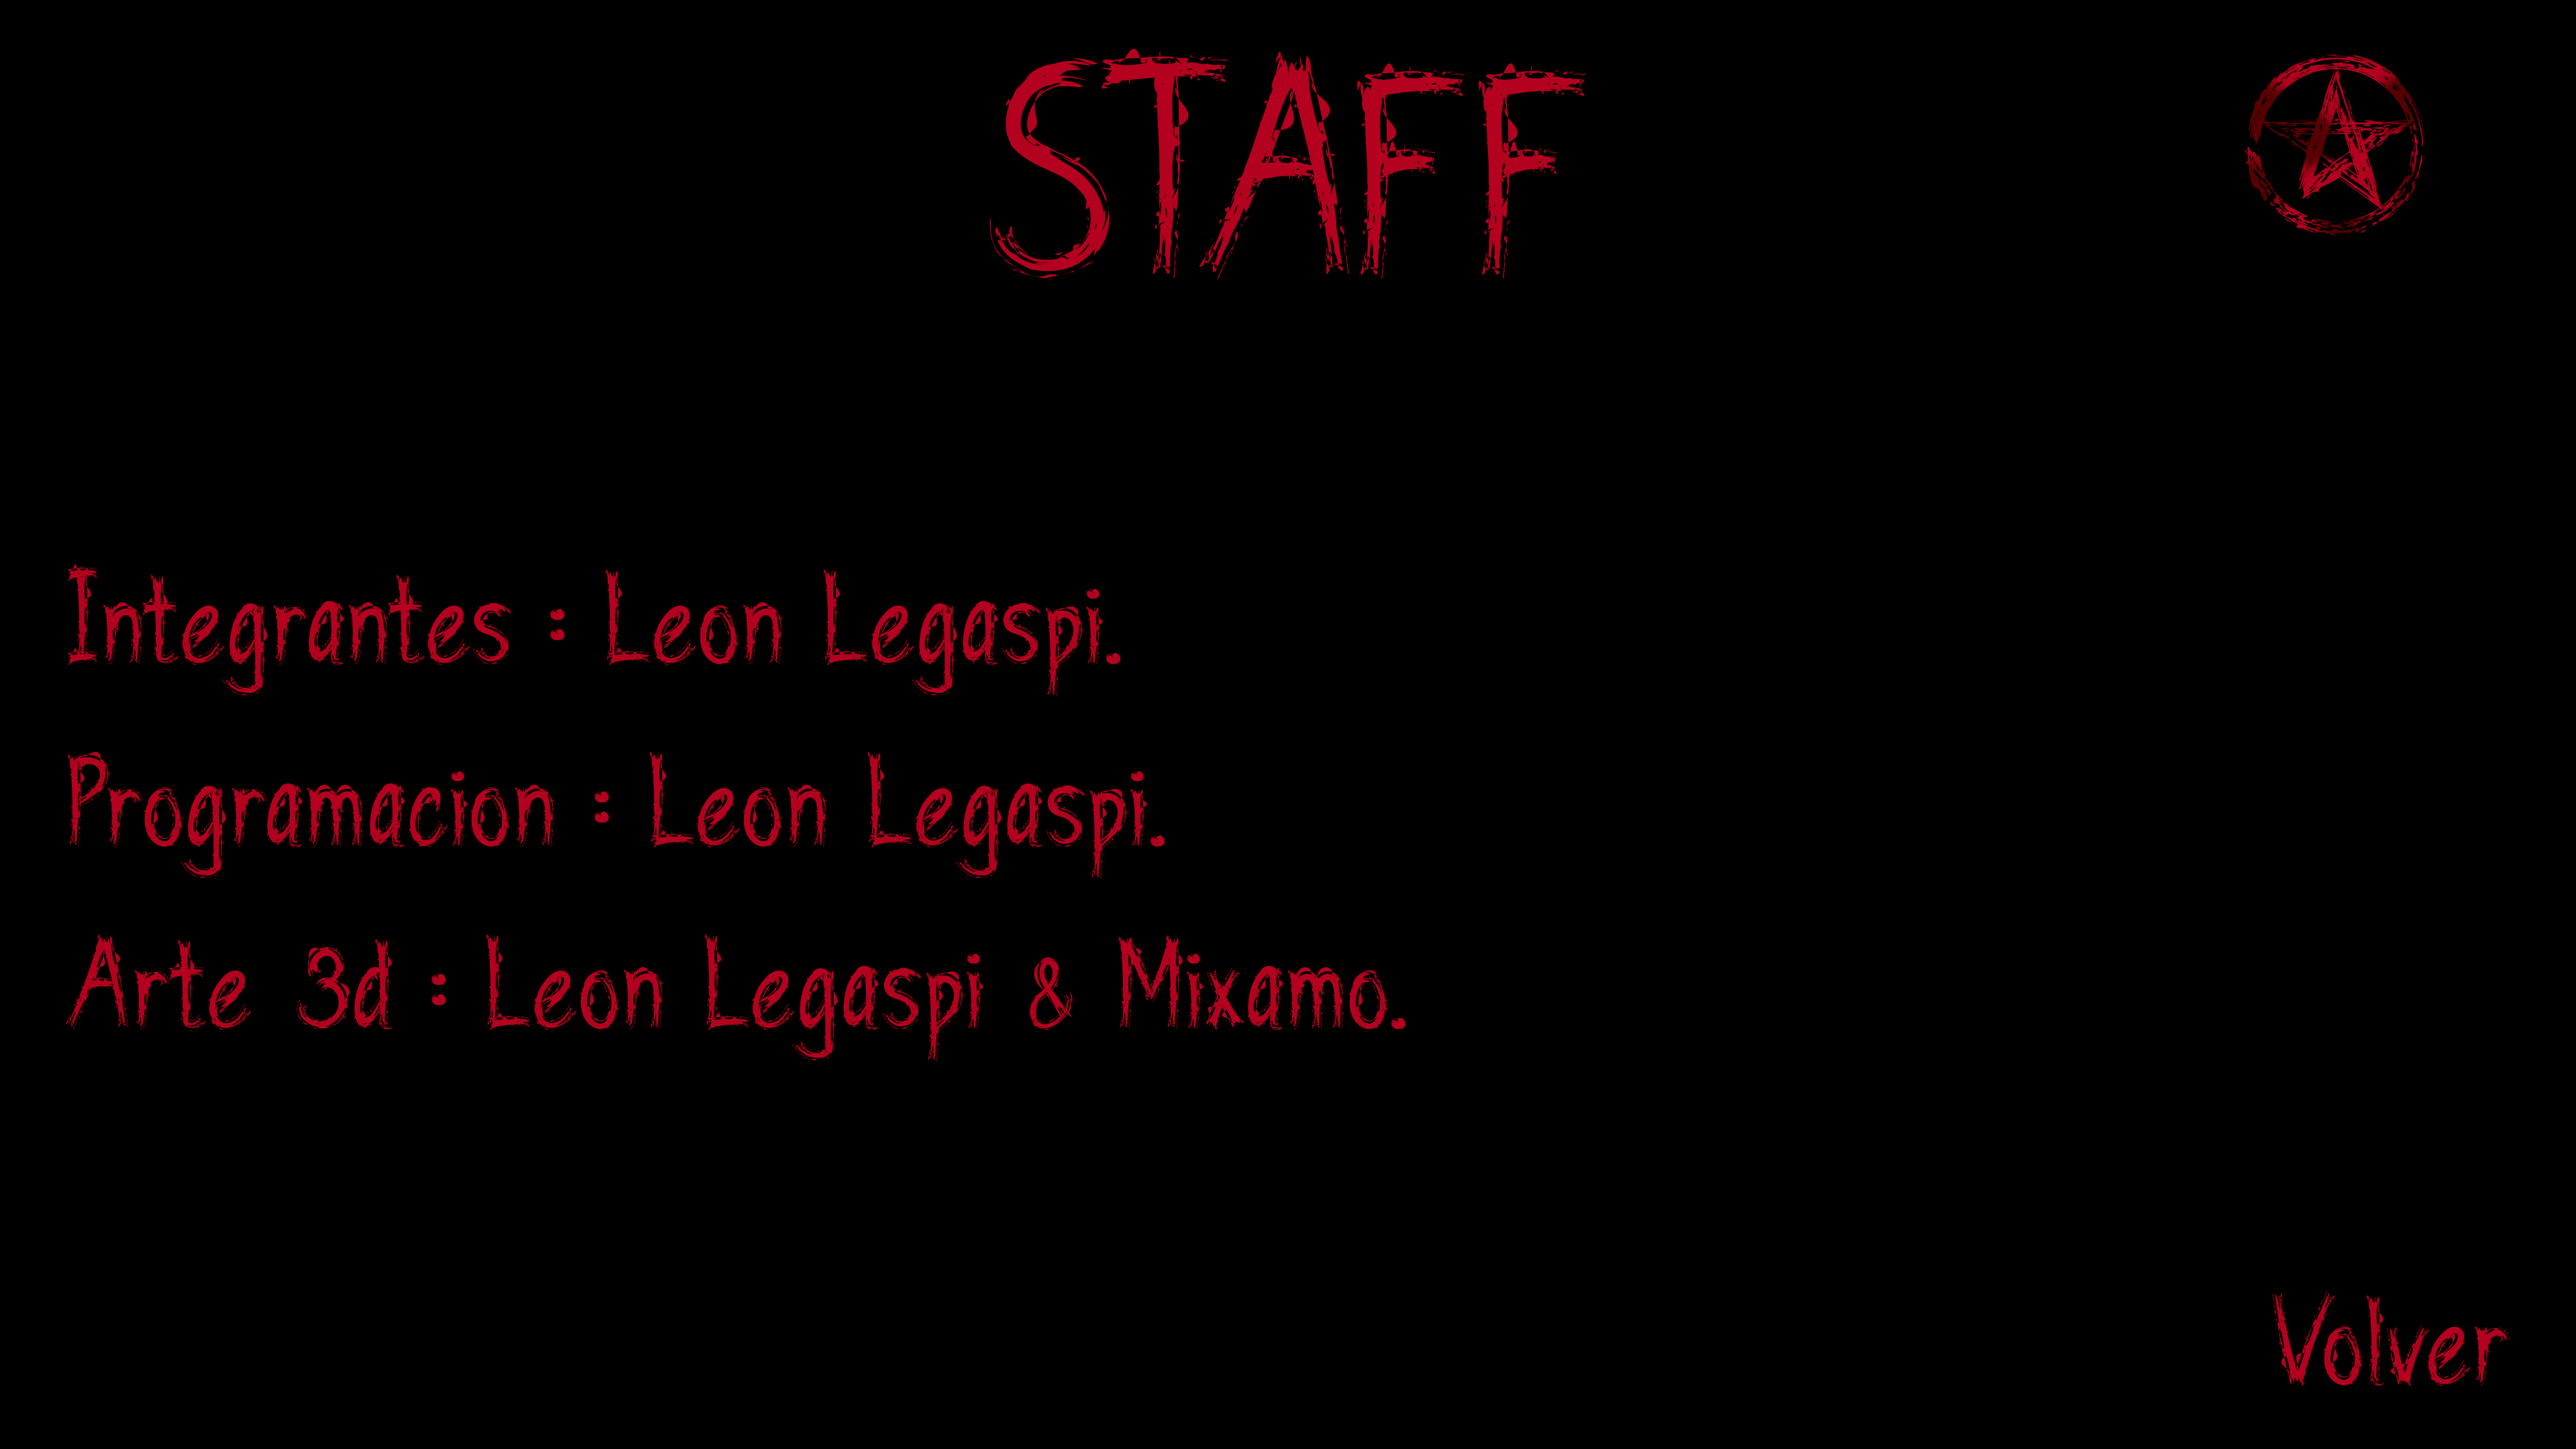 STAFF
Integrantes : Leon Legaspi.
Programacion : Leon Legaspi.
Arte 3d : Leon Legaspi & Mixamo.
Volver